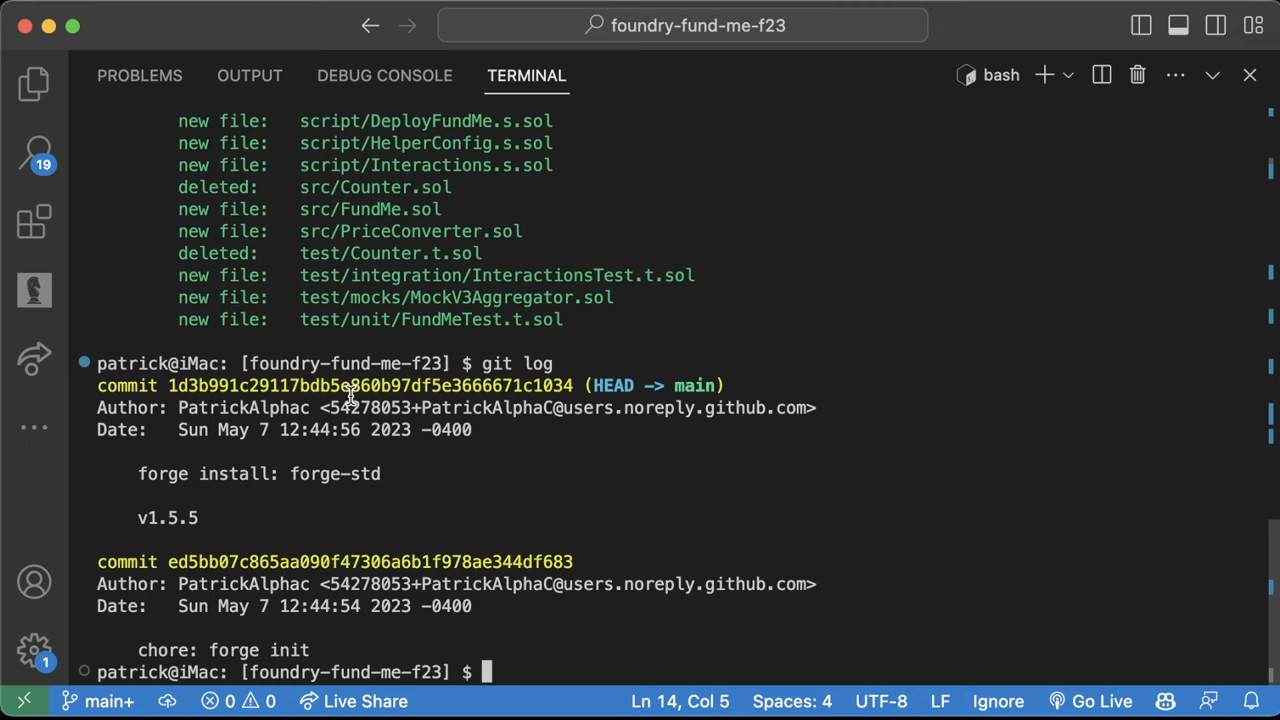 foundry-fund-me-f23
PROBLEMS OUTPUT DEBUG CONSOLE TERMINAL bash
new file: script/DeployFundMe.s.sol
new file: script/HelperConfig.s.sol
19
new file: script/Interactions.s.sol
deleted: src/Counter.sol
new file: src/FundMe.sol
new file: src/PriceConverter.sol
deleted: test/Counter.t.sol
new file: test/integration/InteractionsTest.t.sol
new file: test/mocks/MockV3Aggregator.sol
new file: test/unit/FundMeTest.t.sol
patrick@iMac: [foundry-fund-me-f23] $ git log
commit 1d3b991c29117bdb5e860b97df5e3666671c1034 (HEAD -> main)
Author: PatrickAlphac <54278053+PatrickAlphaC@users.noreply.github.com>
Date: Sun May 7 12:44:56 2023 -0400
forge install: forge-std
v1.5.5
commit ed5bb07c865aa090f47306a6b1f978ae344df683
Author: PatrickAlphac <54278053+PatrickAlphaC@users.noreply.github.com>
Date: Sun May 7 12:44:54 2023 -0400
chore: forge init
1
patrick@iMac: [foundry-fund-me-f23] $
main+ 0 0 Live Share Ln 14, Col 5 Spaces: 4 UTF-8 LF Ignore Go Live